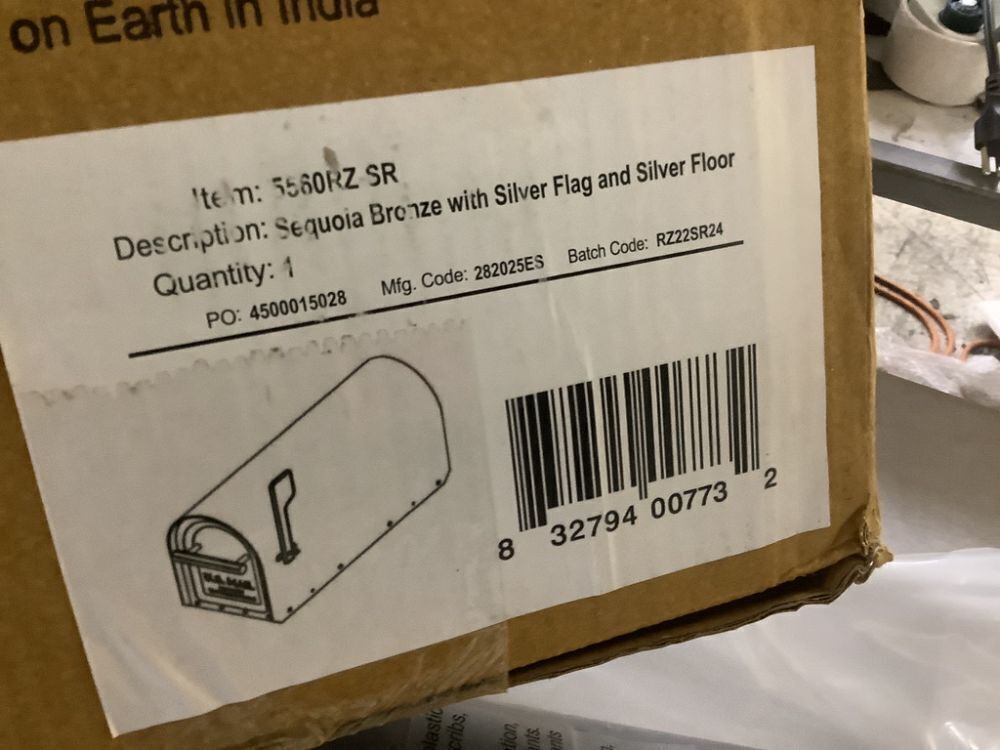 on Earth in India
Item: 5560RZ SR
Description: Sequoia Bronze with Silver Flag and Silver Floor
Quantity: 1
PO: 4500015028 Mfg. Code: 282025ES Batch Code: RZ22SR24
U.S. MAIL
8 32794 00773 2